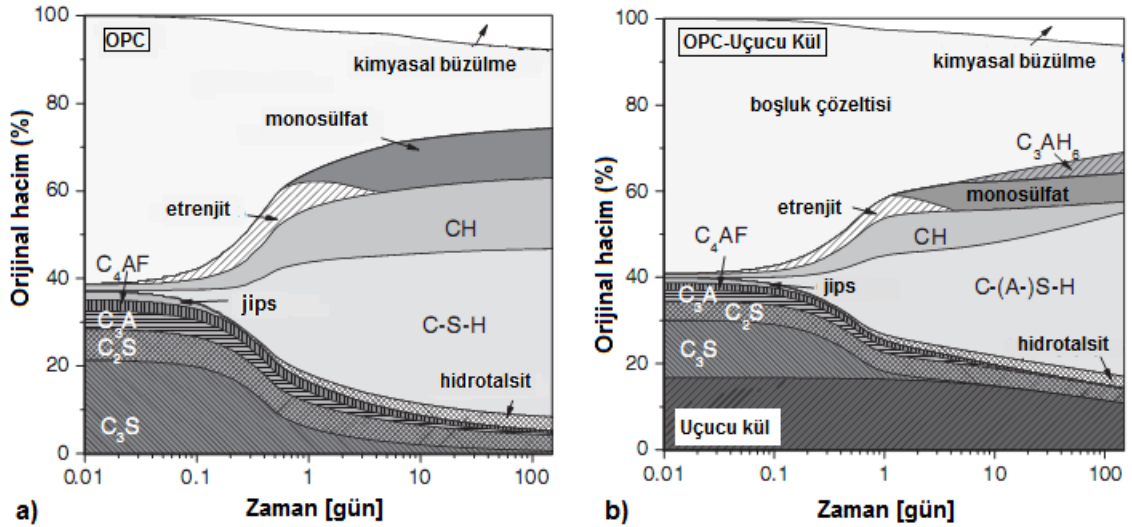 OPC
kimyasal büzülme
monosülfat
etrenjit
CH
C₄AF
jips
C₃A
C-S-H
C₂S
hidrotalsit
C₃S
Orijinal hacim (%)
100
80
60
40
20
0
0.01
0.1
1
10
100
Zaman [gün]
a)
OPC-Uçucu Kül
kimyasal büzülme
boşluk çözeltisi
C₃AH₆
monosülfat
etrenjit
CH
C₄AF
jips
C₃A
C₂S
C-(A-)S-H
C₃S
hidrotalsit
Uçucu kül
Orijinal hacim (%)
100
80
60
40
20
0
0.01
0.1
1
10
100
Zaman [gün]
b)